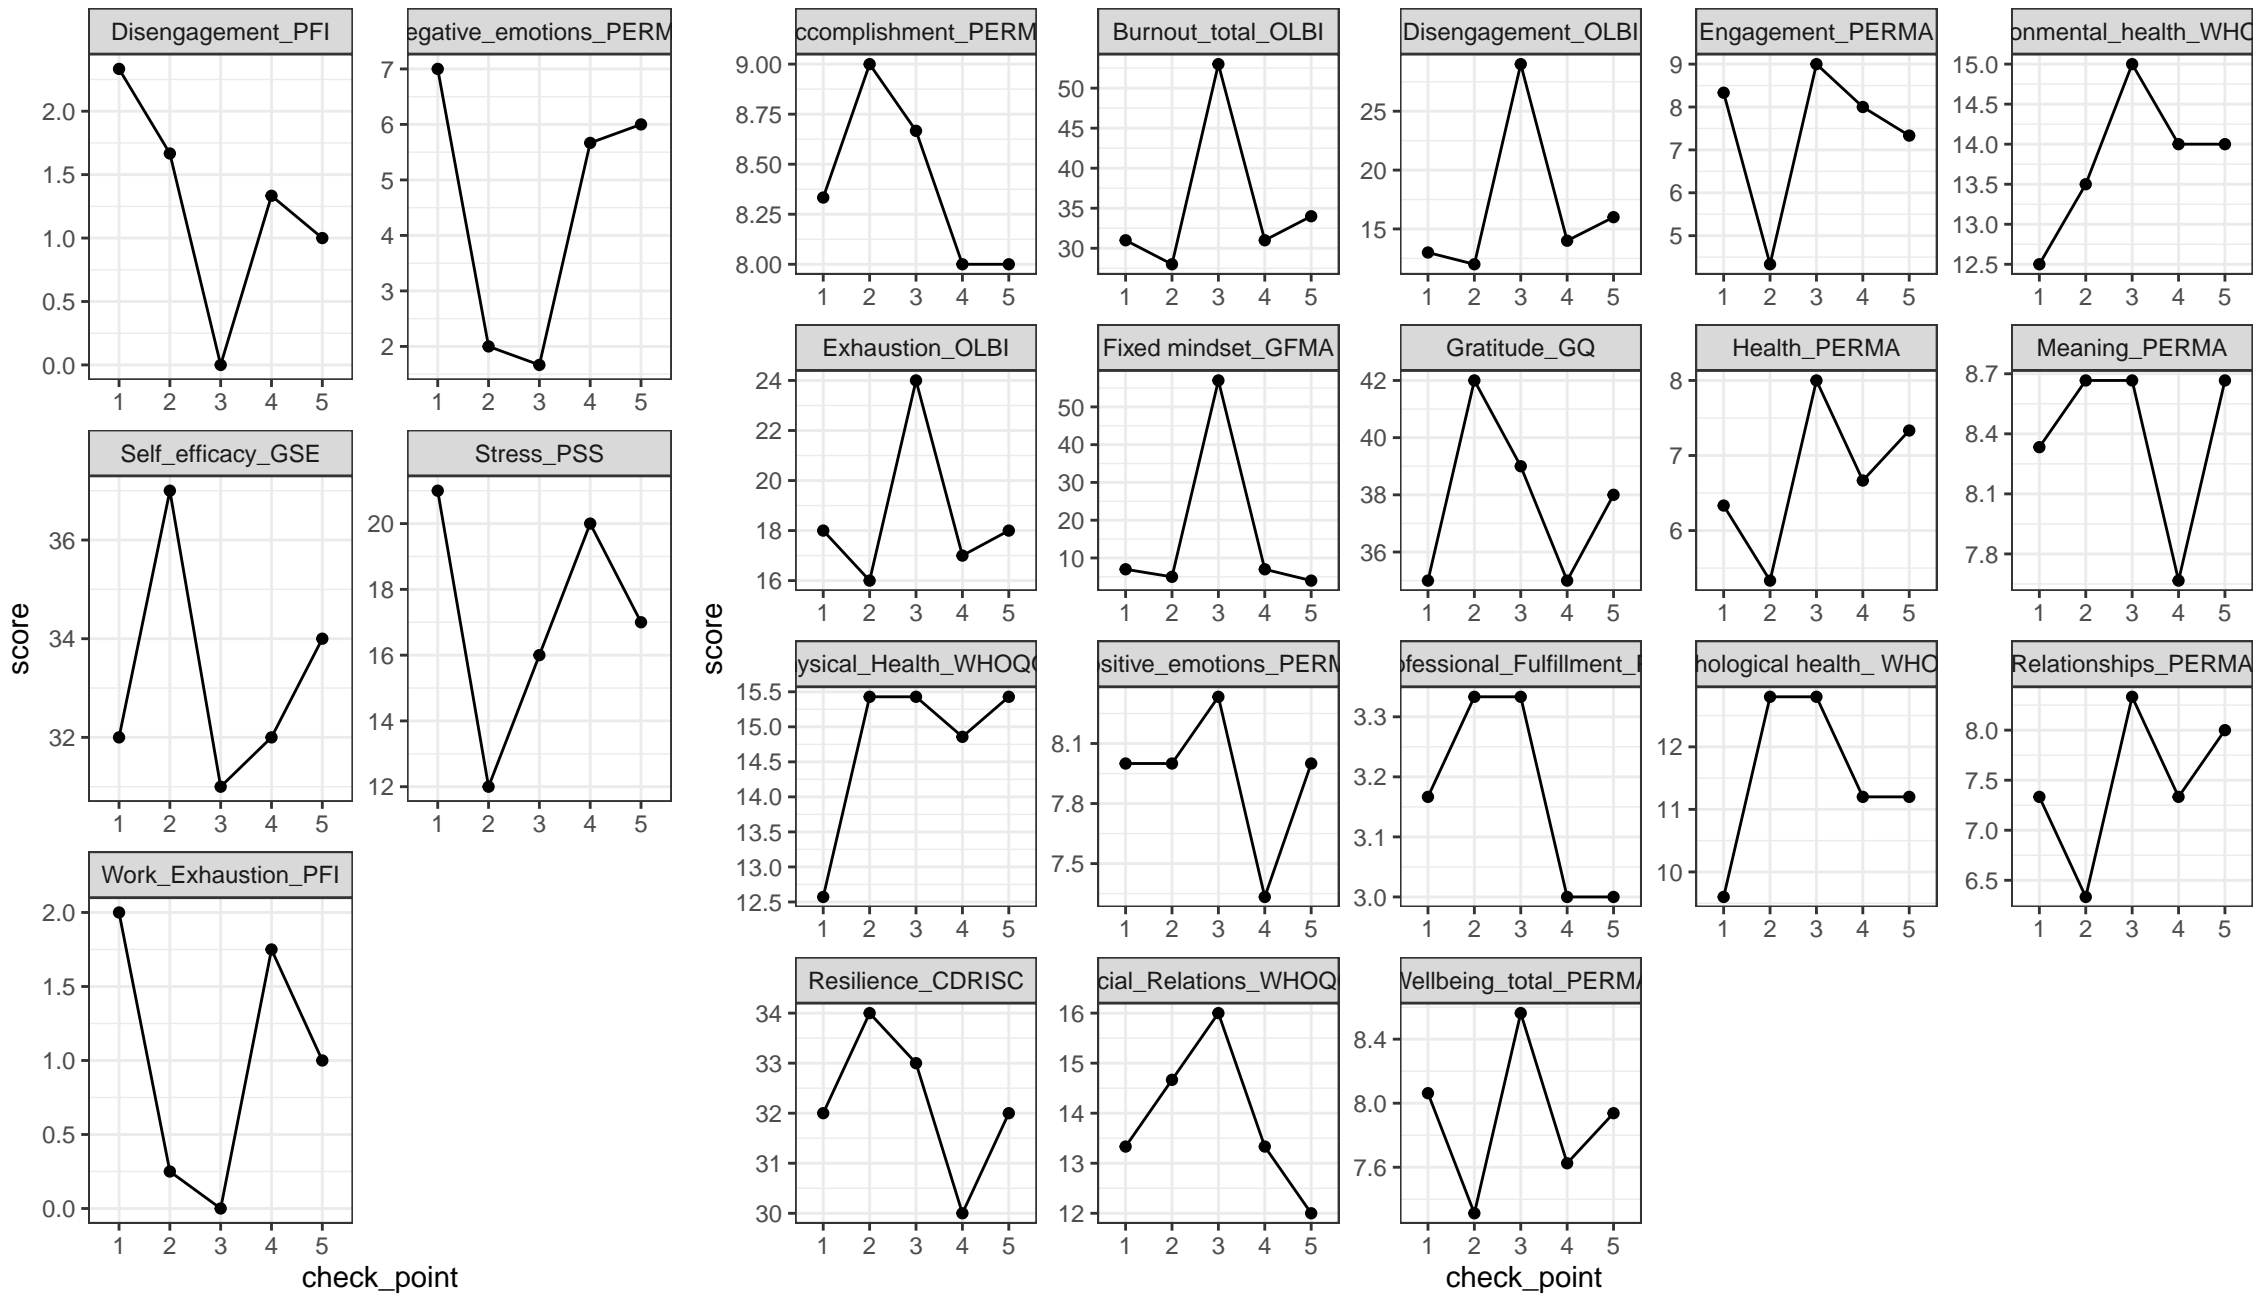 Disengagement_PFI
egative_emotions_PERM
2.0
1.5
1.0
0.5
0.0
1 2 3 4 5
7
6
5
4
3
2
1 2 3 4 5
Self_efficacy_GSE
Stress_PSS
36
34
32
1 2 3 4 5
20
18
16
14
12
1 2 3 4 5
Work_Exhaustion_PFI
2.0
1.5
1.0
0.5
0.0
1 2 3 4 5
score
check_point
ccomplishment_PERM
Burnout_total_OLBI
Disengagement_OLBI
Engagement_PERMA
onmental_health_WHO
9.00
8.75
8.50
8.25
8.00
1 2 3 4 5
50
45
40
35
30
1 2 3 4 5
25
20
15
1 2 3 4 5
9
8
7
6
5
1 2 3 4 5
15.0
14.5
14.0
13.5
13.0
12.5
1 2 3 4 5
Exhaustion_OLBI
Fixed mindset_GFMA
Gratitude_GQ
Health_PERMA
Meaning_PERMA
24
22
20
18
16
1 2 3 4 5
50
40
30
20
10
1 2 3 4 5
42
40
38
36
1 2 3 4 5
8
7
6
1 2 3 4 5
8.7
8.4
8.1
7.8
1 2 3 4 5
ysical_Health_WHOQ
sitive_emotions_PERM
ofessional_Fulfillment_
hological health_ WHO
Relationships_PERMA
15.5
15.0
14.5
14.0
13.5
13.0
12.5
1 2 3 4 5
8.1
7.8
7.5
1 2 3 4 5
3.3
3.2
3.1
3.0
1 2 3 4 5
12
11
10
1 2 3 4 5
8.0
7.5
7.0
6.5
1 2 3 4 5
Resilience_CDRISC
cial_Relations_WHOQ
Wellbeing_total_PERMA
34
33
32
31
30
1 2 3 4 5
16
15
14
13
12
1 2 3 4 5
8.4
8.0
7.6
1 2 3 4 5
score
check_point